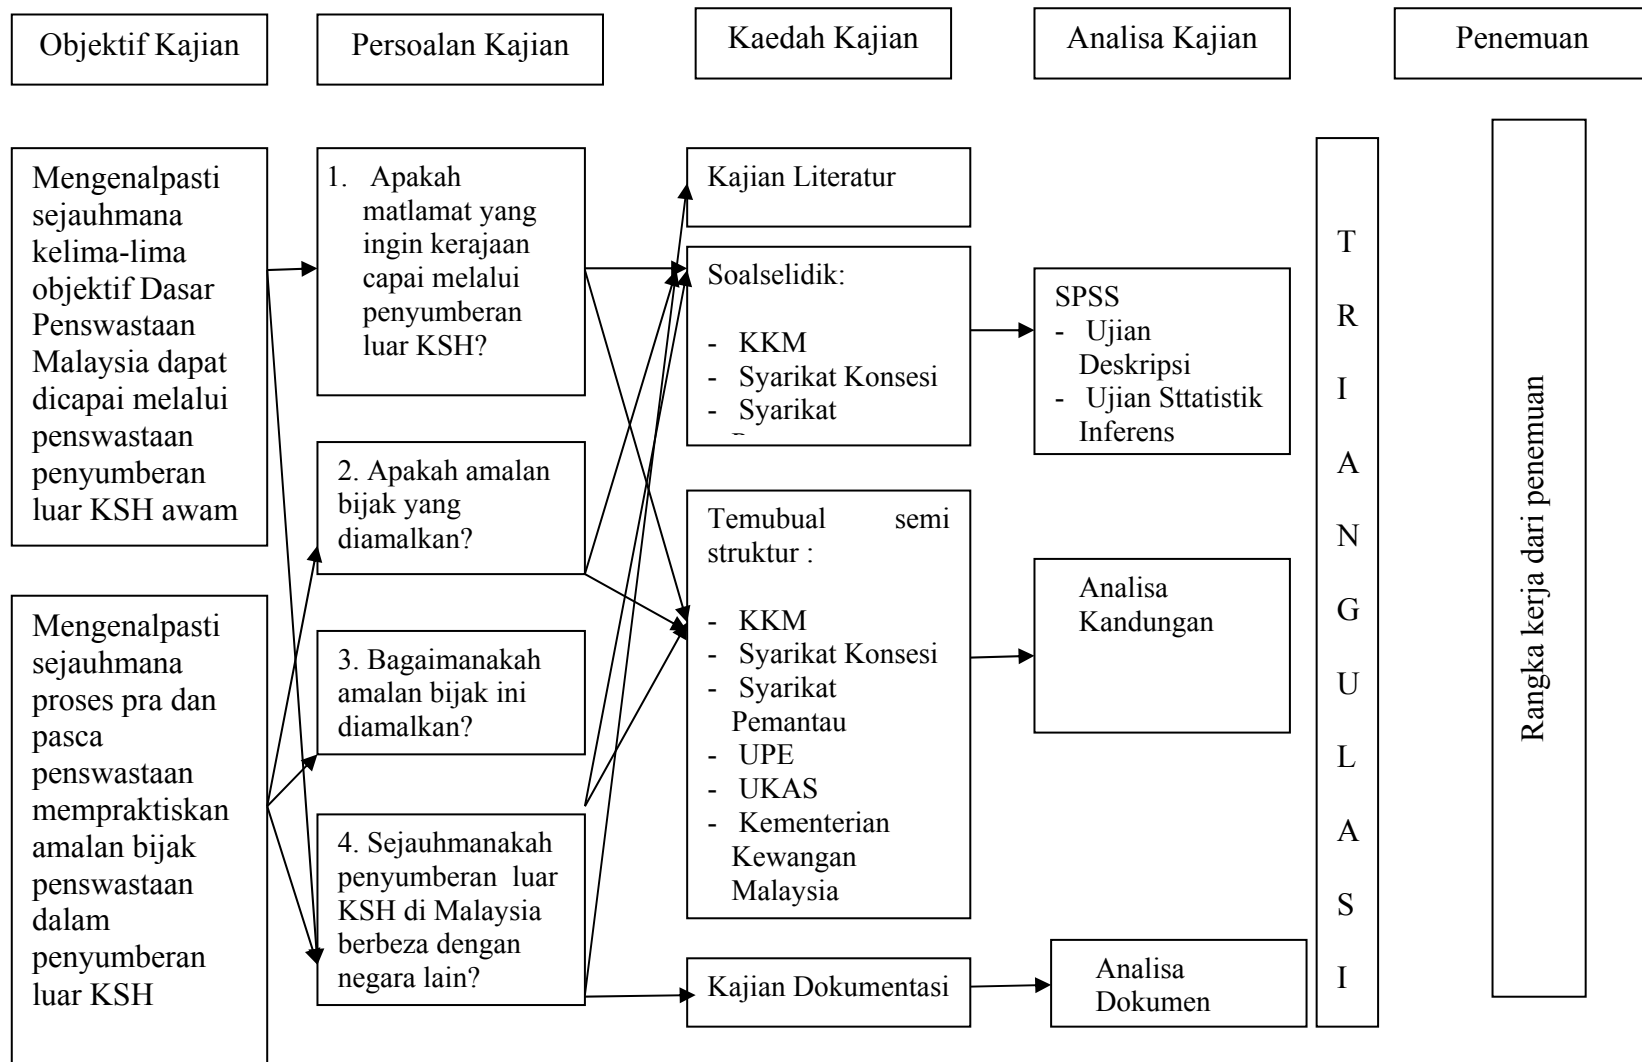 Objektif Kajian
Persoalan Kajian
Kaedah Kajian
Analisa Kajian
Penemuan
Mengenalpasti
sejauhmana
kelima-lima
objektif Dasar
Penswastaan
Malaysia dapat
dicapai melalui
penswastaan
penyumberan
luar KSH awam
Mengenalpasti
sejauhmana
proses pra dan
pasca
penswastaan
mempraktiskan
amalan bijak
penswastaan
dalam
penyumberan
luar KSH
1. Apakah
matlamat yang
ingin kerajaan
capai melalui
penyumberan
luar KSH?
2. Apakah amalan
bijak yang
diamalkan?
3. Bagaimanakah
amalan bijak ini
diamalkan?
4. Sejauhmanakah
penyumberan luar
KSH di Malaysia
berbeza dengan
negara lain?
Kajian Literatur
Soalselidik:
- KKM
- Syarikat Konsesi
- Syarikat
Temubual semi
struktur :
- KKM
- Syarikat Konsesi
- Syarikat
Pemantau
- UPE
- UKAS
- Kementerian
Kewangan
Malaysia
Kajian Dokumentasi
SPSS
- Ujian
Deskripsi
- Ujian Sttatistik
Inferens
Analisa
Kandungan
Analisa
Dokumen
T
R
I
A
N
G
U
L
A
S
I
Rangka kerja dari penemuan